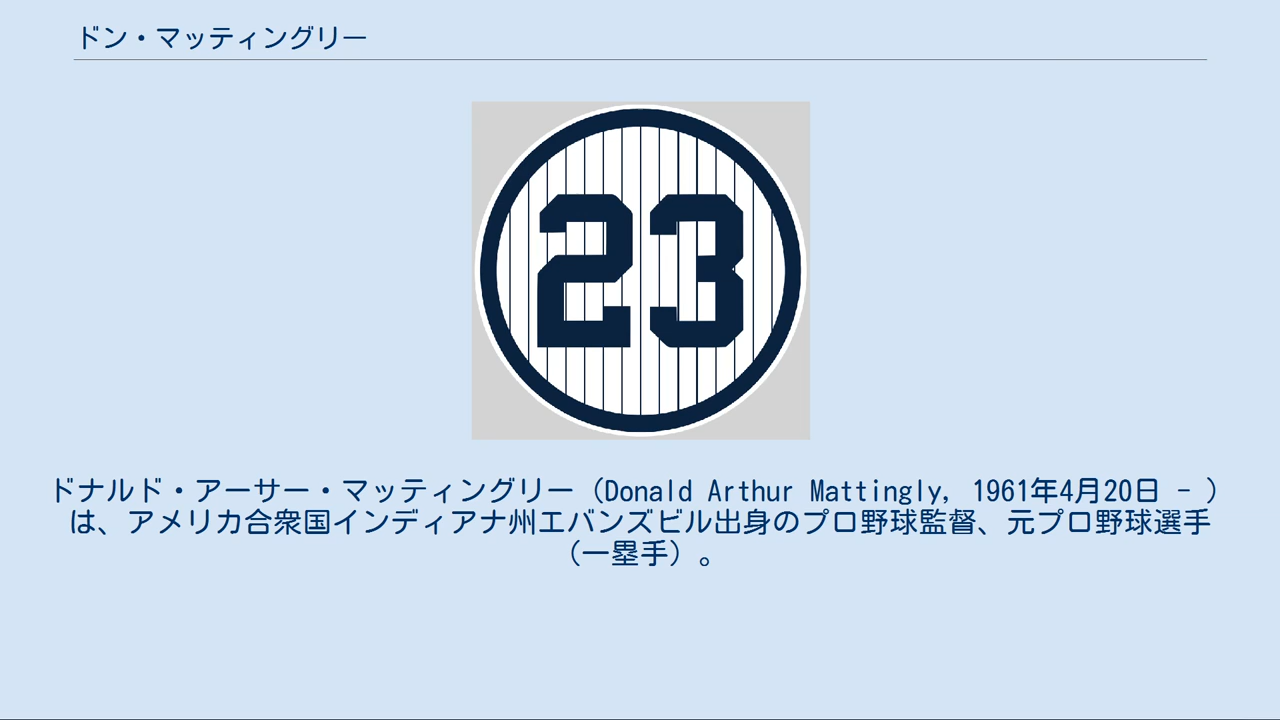 ドン・マッティングリー
23
ドナルド・アーサー・マッティングリー（Donald Arthur Mattingly, 1961年4月20日 - ）
は、アメリカ合衆国インディアナ州エバンズビル出身のプロ野球監督、元プロ野球選手
（一塁手）。